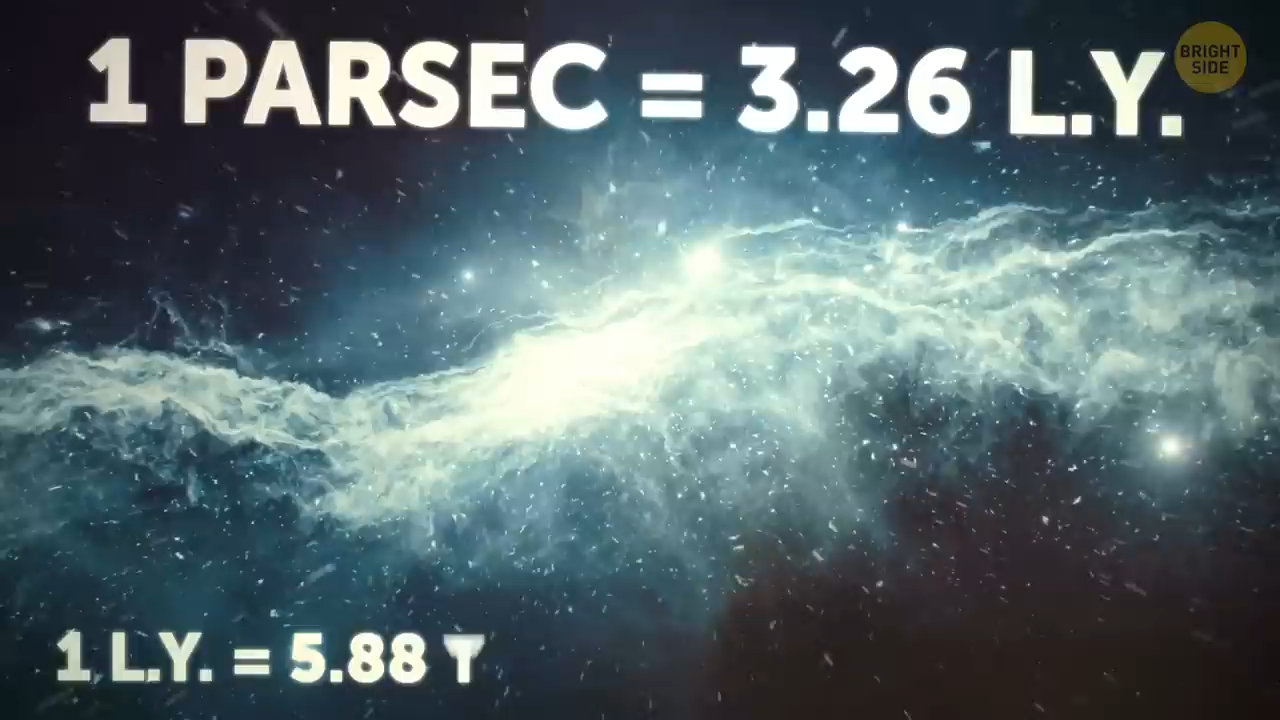 1 PARSEC = 3.26 L.Y.
BRIGHT
SIDE
1 L.Y. = 5.88 T